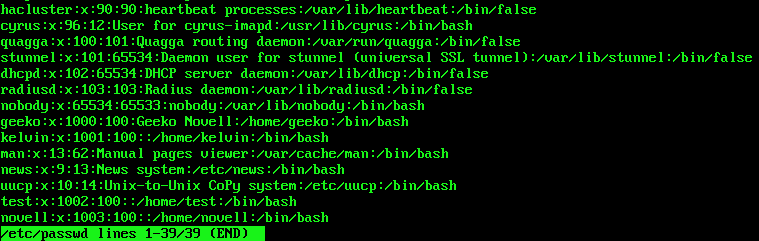 hacluster:x:90:90:heartbeat processes:/var/lib/heartbeat:/bin/false
cyrus:x:96:12:User for cyrus-imapd:/usr/lib/cyrus:/bin/bash
quagga:x:100:101:Quagga routing daemon:/var/run/quagga:/bin/false
stunnel:x:101:65534:Daemon user for stunnel (universal SSL tunnel):/var/lib/stunnel:/bin/false
dhcpd:x:102:65534:DHCP server daemon:/var/lib/dhcp:/bin/false
radiusd:x:103:103:Radius daemon:/var/lib/radiusd:/bin/false
nobody:x:65534:65533:nobody:/var/lib/nobody:/bin/bash
geeko:x:1000:100:Geeko Novell:/home/geeko:/bin/bash
kelvin:x:1001:100::/home/kelvin:/bin/bash
man:x:13:62:Manual pages viewer:/var/cache/man:/bin/bash
news:x:9:13:News system:/etc/news:/bin/bash
uucp:x:10:14:Unix-to-Unix CoPy system:/etc/uucp:/bin/bash
test:x:1002:100::/home/test:/bin/bash
novell:x:1003:100::/home/novell:/bin/bash
/etc/passwd lines 1-39/39 (END)